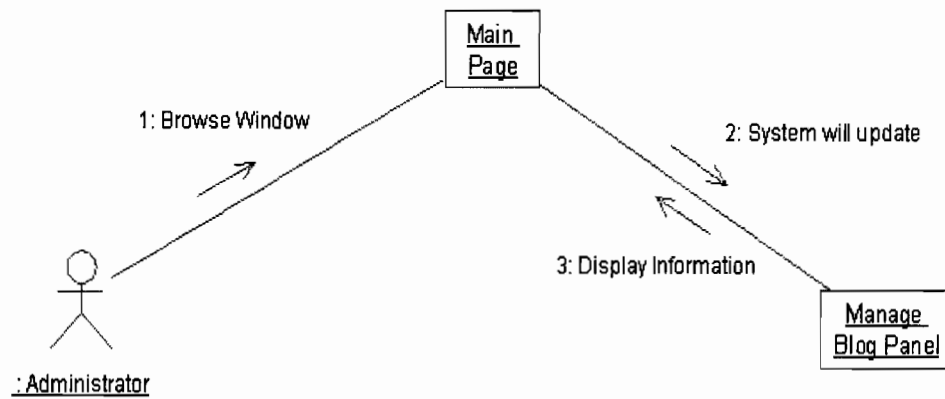 Main
Page
1: Browse Window
2: System will update
3: Display Information
Manage
Blog Panel
: Administrator